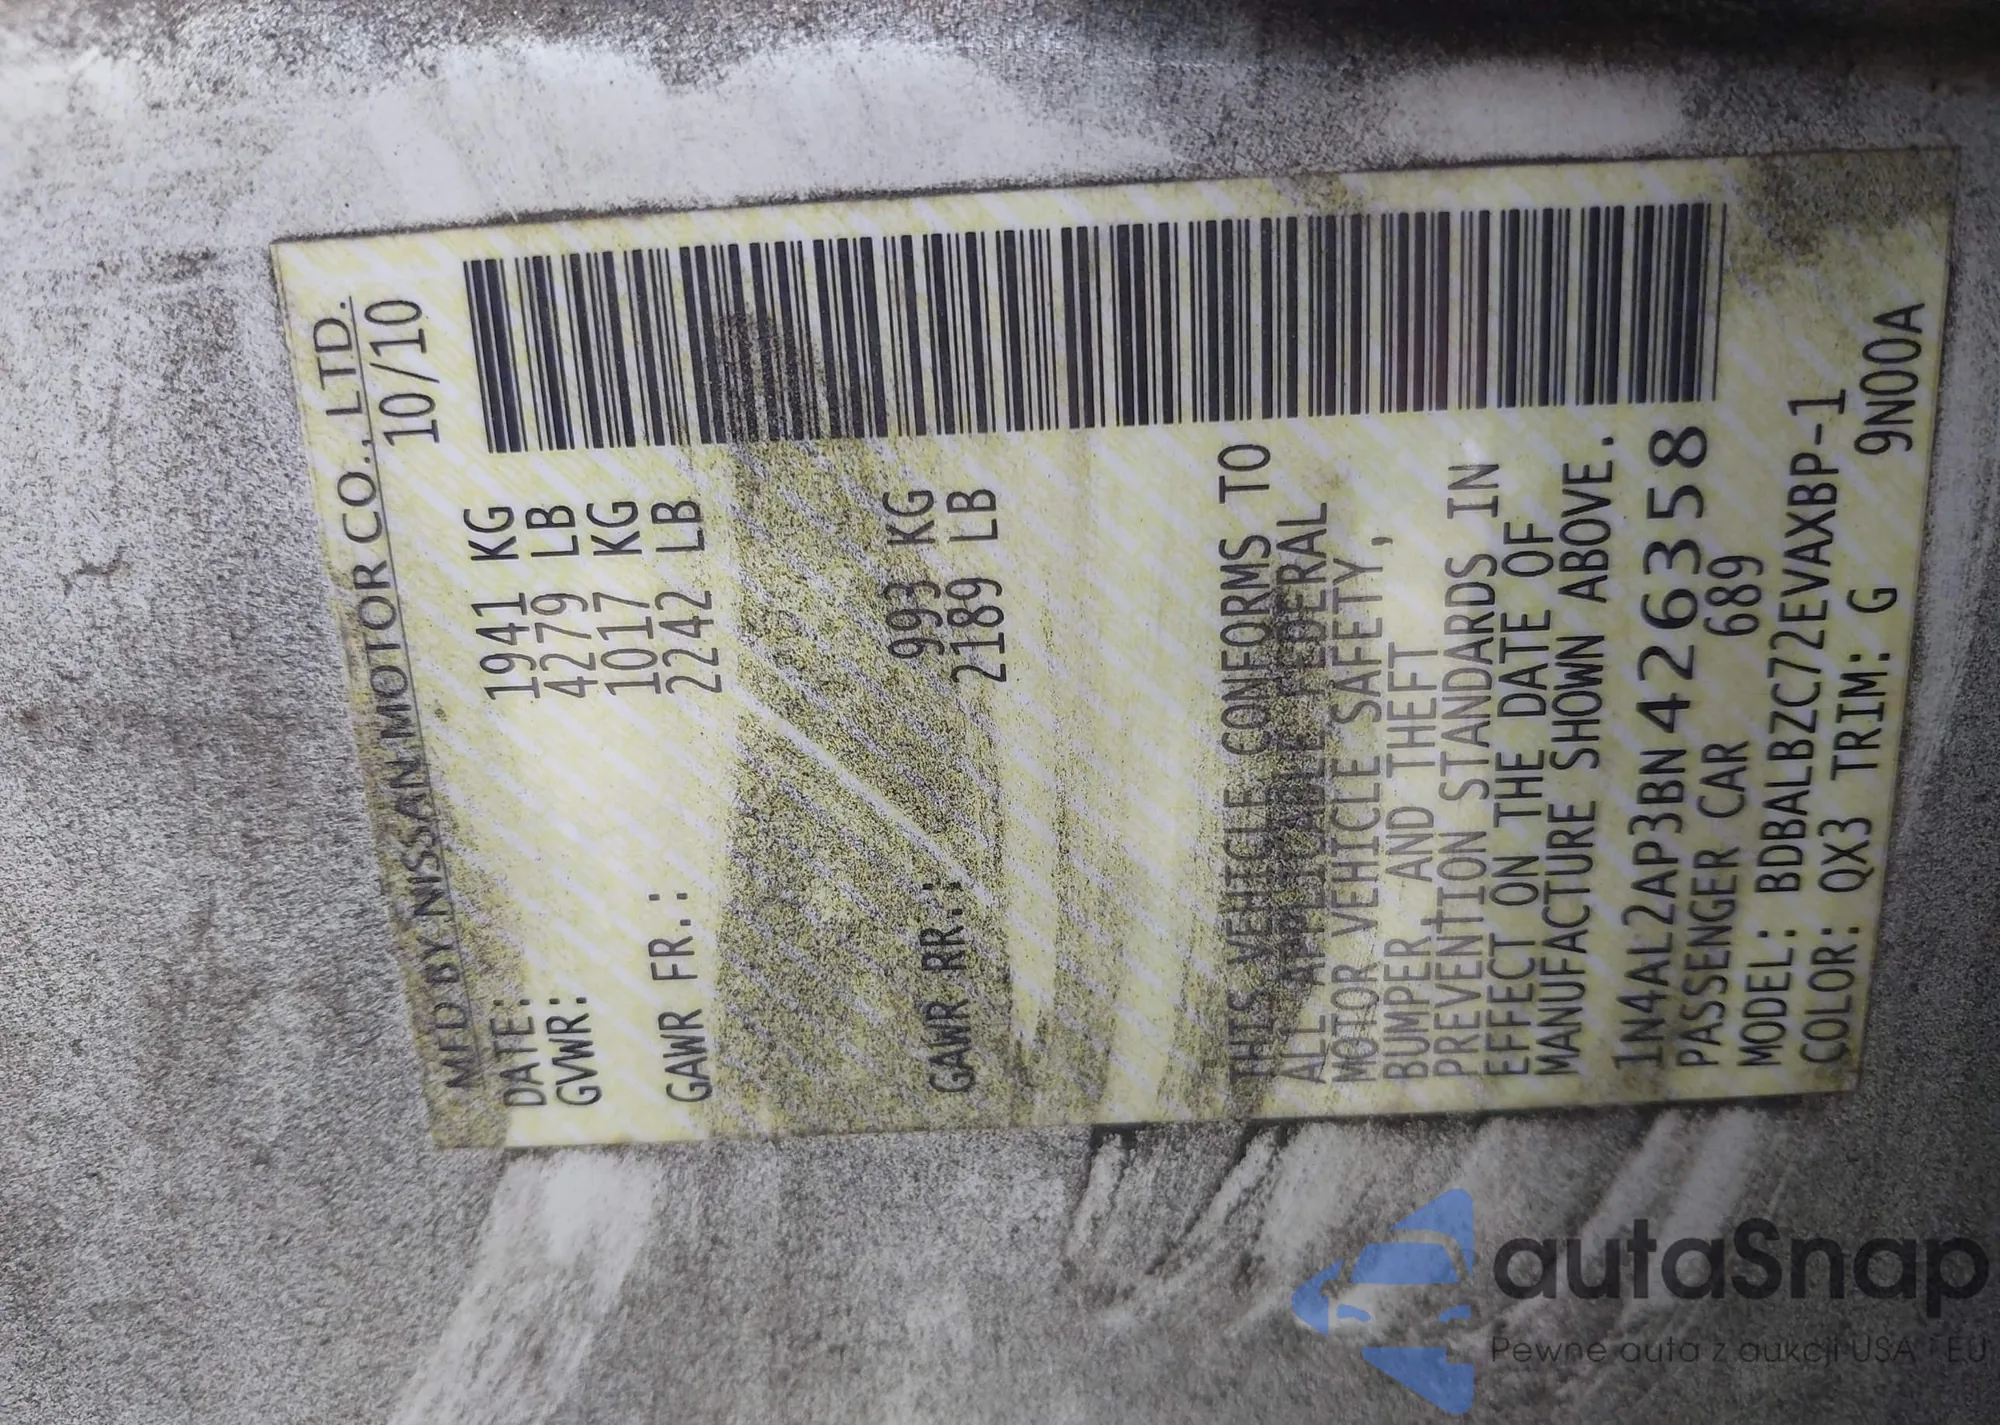 MFD BY NISSAN MOTOR CO., LTD.
DATE: 10/10
GVWR: 1941 KG
4279 LB
GAWR FR.: 1017 KG
2242 LB
GAWR RR.: 993 KG
2189 LB
THIS VEHICLE CONFORMS TO
ALL APPLICABLE FEDERAL
MOTOR VEHICLE SAFETY,
BUMPER, AND THEFT
PREVENTION STANDARDS IN
EFFECT ON THE DATE OF
MANUFACTURE SHOWN ABOVE.
1N4AL2AP3BN426358
PASSENGER CAR 689
MODEL: BDBALBZC72EVAXBP-1
COLOR: QX3 TRIM: G 9N00A
autaSnap
Pewne auta z aukcji USA i EU